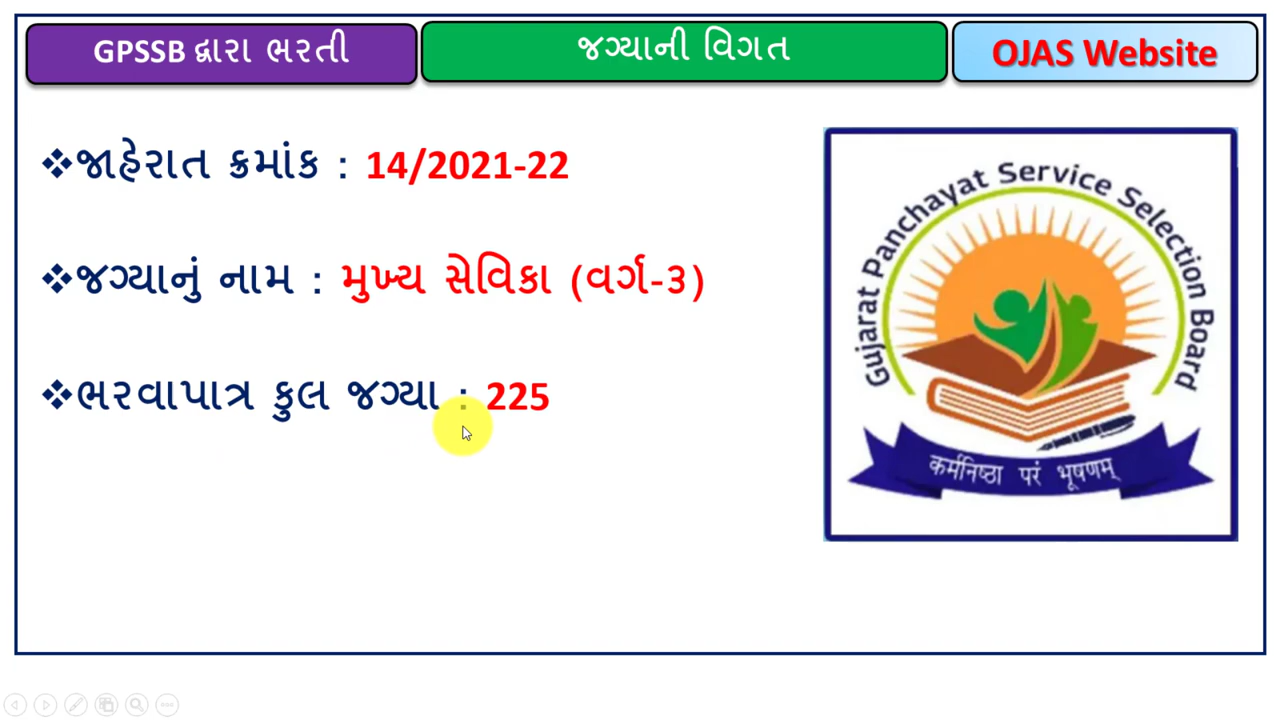 GPSSB દ્વારા ભરતી
જગ્યાની વિગત
OJAS Website
❖જાહેરાત ક્રમાંક : 14/2021-22
❖જગ્યાનું નામ : મુખ્ય સેવિકા (વર્ગ-૩)
❖ભરવાપાત્ર કુલ જગ્યા : 225
Gujarat Panchayat Service Selection Board
कर्मनिष्ठा परं भूषणम्